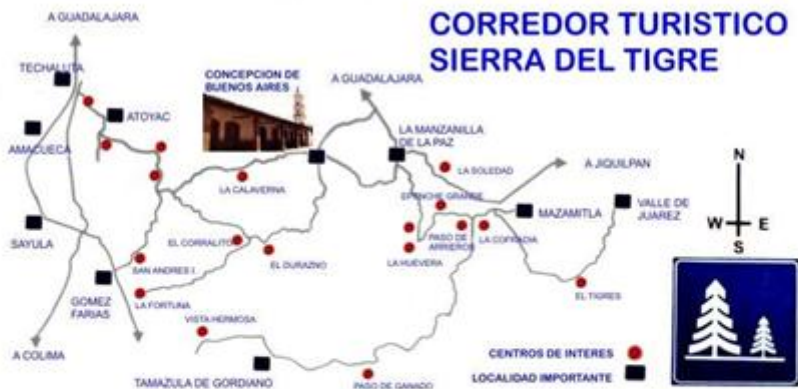 CORREDOR TURISTICO
SIERRA DEL TIGRE
A GUADALAJARA
TECHALUTA
CONCEPCION DE
BUENOS AIRES
A GUADALAJARA
ATOYAC
AMACUECA
LA MANZANILLA
DE LA PAZ
LA SOLEDAD
A JIQUILPAN
N
LA CALAVERNA
EPENCHE GRANDE
MAZAMITLA
VALLE DE
JUAREZ
W
E
S
SAYULA
EL CORRALITO
PASO DE
ARRIEROS
LA COFRADIA
EL DURAZNO
LA HUEVERA
SAN ANDRES I.
GOMEZ
FARIAS
LA FORTUNA
EL TIGRES
VISTA HERMOSA
A COLIMA
TAMAZULA DE GORDIANO
PASO DE GANADO
CENTROS DE INTERES
LOCALIDAD IMPORTANTE